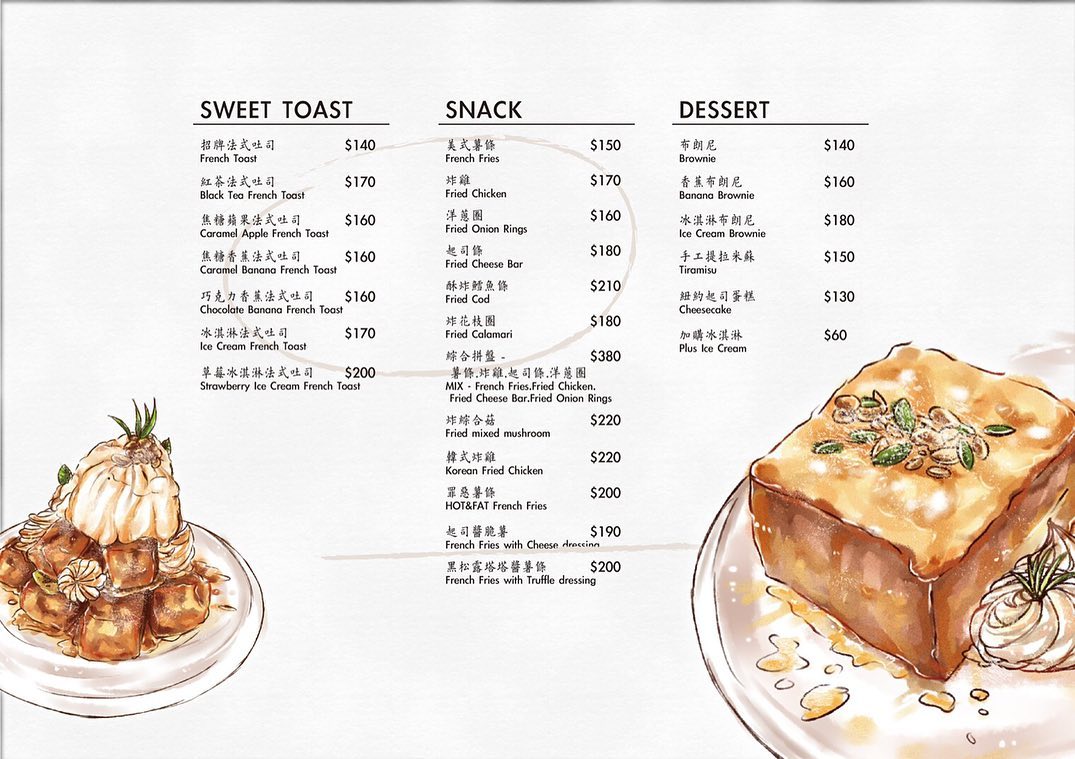 SWEET TOAST
招牌法式吐司 $140
French Toast
紅茶法式吐司 $170
Black Tea French Toast
焦糖蘋果法式吐司 $160
Caramel Apple French Toast
焦糖香蕉法式吐司 $160
Caramel Banana French Toast
巧克力香蕉法式吐司 $160
Chocolate Banana French Toast
冰淇淋法式吐司 $170
Ice Cream French Toast
草莓冰淇淋法式吐司 $200
Strawberry Ice Cream French Toast
SNACK
美式薯條 $150
French Fries
炸雞 $170
Fried Chicken
洋蔥圈 $160
Fried Onion Rings
起司條 $180
Fried Cheese Bar
酥炸鱈魚條 $210
Fried Cod
炸花枝圈 $180
Fried Calamari
綜合拼盤 - $380
薯條.炸雞.起司條.洋蔥圈
MIX - French Fries.Fried Chicken.
Fried Cheese Bar.Fried Onion Rings
炸綜合菇 $220
Fried mixed mushroom
韓式炸雞 $220
Korean Fried Chicken
罪惡薯條 $200
HOT&FAT French Fries
起司醬脆薯 $190
French Fries with Cheese dressing
黑松露塔塔醬薯條 $200
French Fries with Truffle dressing
DESSERT
布朗尼 $140
Brownie
香蕉布朗尼 $160
Banana Brownie
冰淇淋布朗尼 $180
Ice Cream Brownie
手工提拉米蘇 $150
Tiramisu
紐約起司蛋糕 $130
Cheesecake
加購冰淇淋 $60
Plus Ice Cream